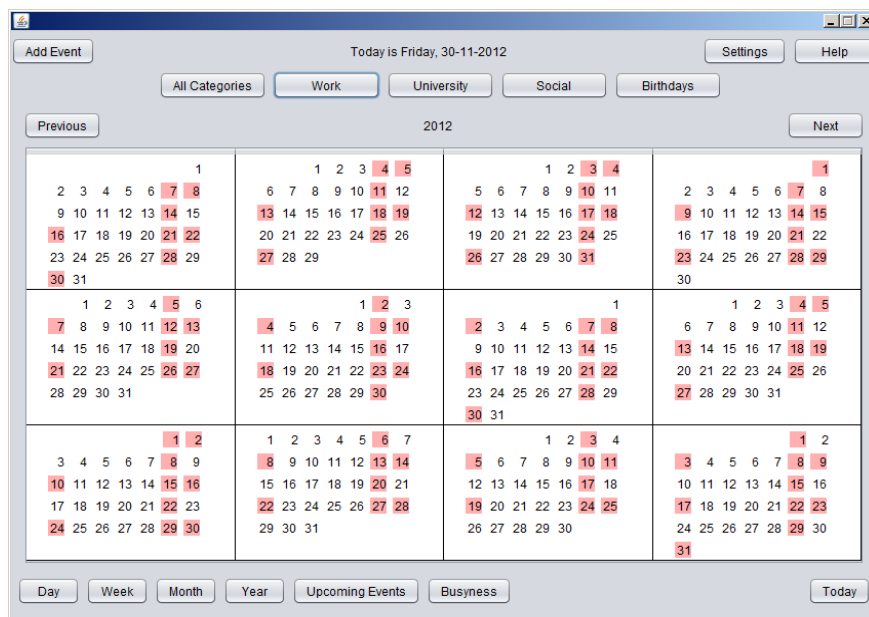 Add Event
Today is Friday, 30-11-2012
Settings
Help
All Categories
Work
University
Social
Birthdays
Previous
2012
Next
1
2 3 4 5 6 7 8
9 10 11 12 13 14 15
16 17 18 19 20 21 22
23 24 25 26 27 28 29
30 31
1 2 3 4 5
6 7 8 9 10 11 12
13 14 15 16 17 18 19
20 21 22 23 24 25 26
27 28 29
1 2 3 4
5 6 7 8 9 10 11
12 13 14 15 16 17 18
19 20 21 22 23 24 25
26 27 28 29 30 31
1
2 3 4 5 6 7 8
9 10 11 12 13 14 15
16 17 18 19 20 21 22
23 24 25 26 27 28 29
30
1 2 3 4 5 6
7 8 9 10 11 12 13
14 15 16 17 18 19 20
21 22 23 24 25 26 27
28 29 30 31
1 2 3
4 5 6 7 8 9 10
11 12 13 14 15 16 17
18 19 20 21 22 23 24
25 26 27 28 29 30
1
2 3 4 5 6 7 8
9 10 11 12 13 14 15
16 17 18 19 20 21 22
23 24 25 26 27 28 29
30 31
1 2 3 4 5
6 7 8 9 10 11 12
13 14 15 16 17 18 19
20 21 22 23 24 25 26
27 28 29 30 31
1 2
3 4 5 6 7 8 9
10 11 12 13 14 15 16
17 18 19 20 21 22 23
24 25 26 27 28 29 30
1 2 3 4 5 6 7
8 9 10 11 12 13 14
15 16 17 18 19 20 21
22 23 24 25 26 27 28
29 30 31
1 2 3 4
5 6 7 8 9 10 11
12 13 14 15 16 17 18
19 20 21 22 23 24 25
26 27 28 29 30
1 2
3 4 5 6 7 8 9
10 11 12 13 14 15 16
17 18 19 20 21 22 23
24 25 26 27 28 29 30
31
Day
Week
Month
Year
Upcoming Events
Busyness
Today